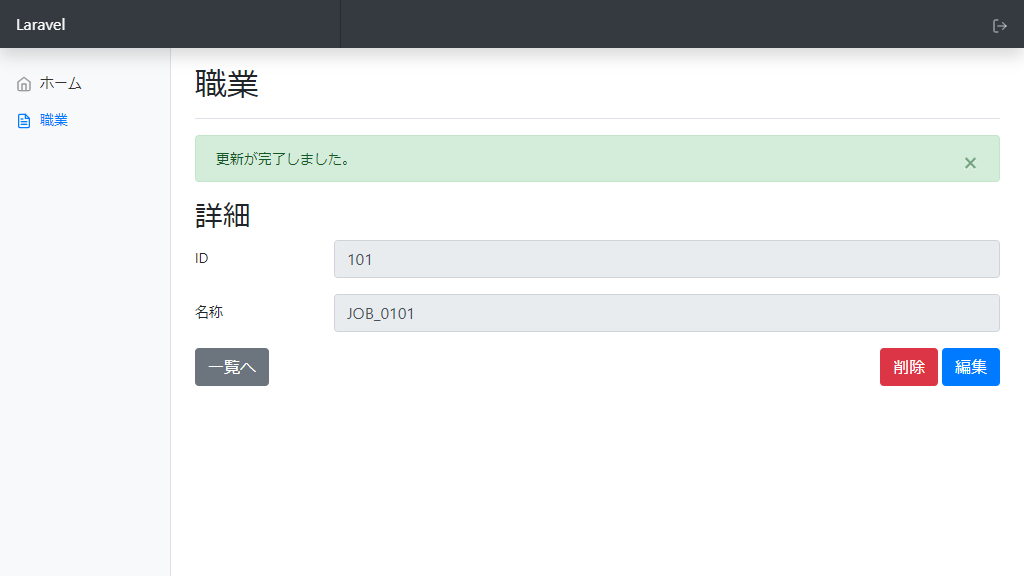 Laravel
ホーム
職業
職業
更新が完了しました。
×
詳細
ID
101
名称
JOB_0101
一覧へ
削除
編集